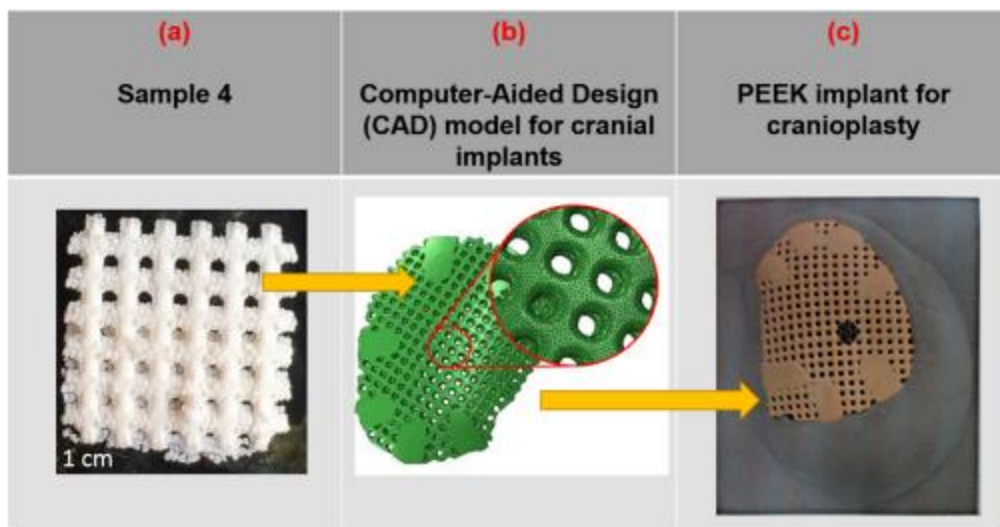 (a)
Sample 4
(b)
Computer-Aided Design
(CAD) model for cranial
implants
(c)
PEEK implant for
cranioplasty
1 cm